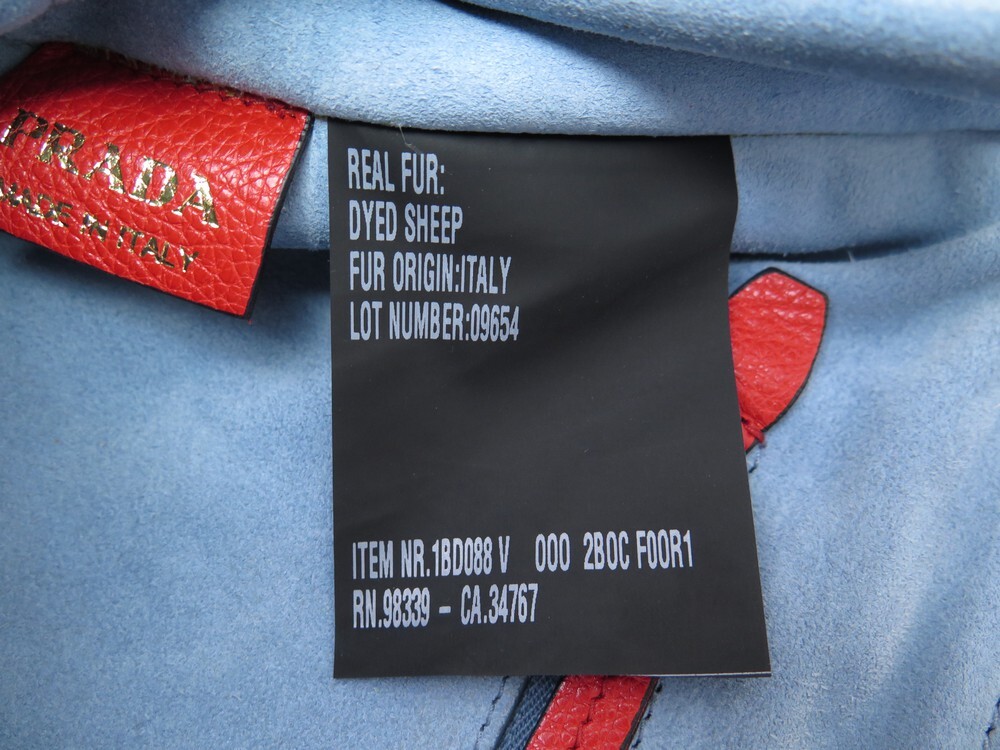 PRADA
MADE IN ITALY
REAL FUR:
DYED SHEEP
FUR ORIGIN:ITALY
LOT NUMBER:09654
ITEM NR.1BD088 V 000 2BOC F00R1
RN.98339 - CA.34767